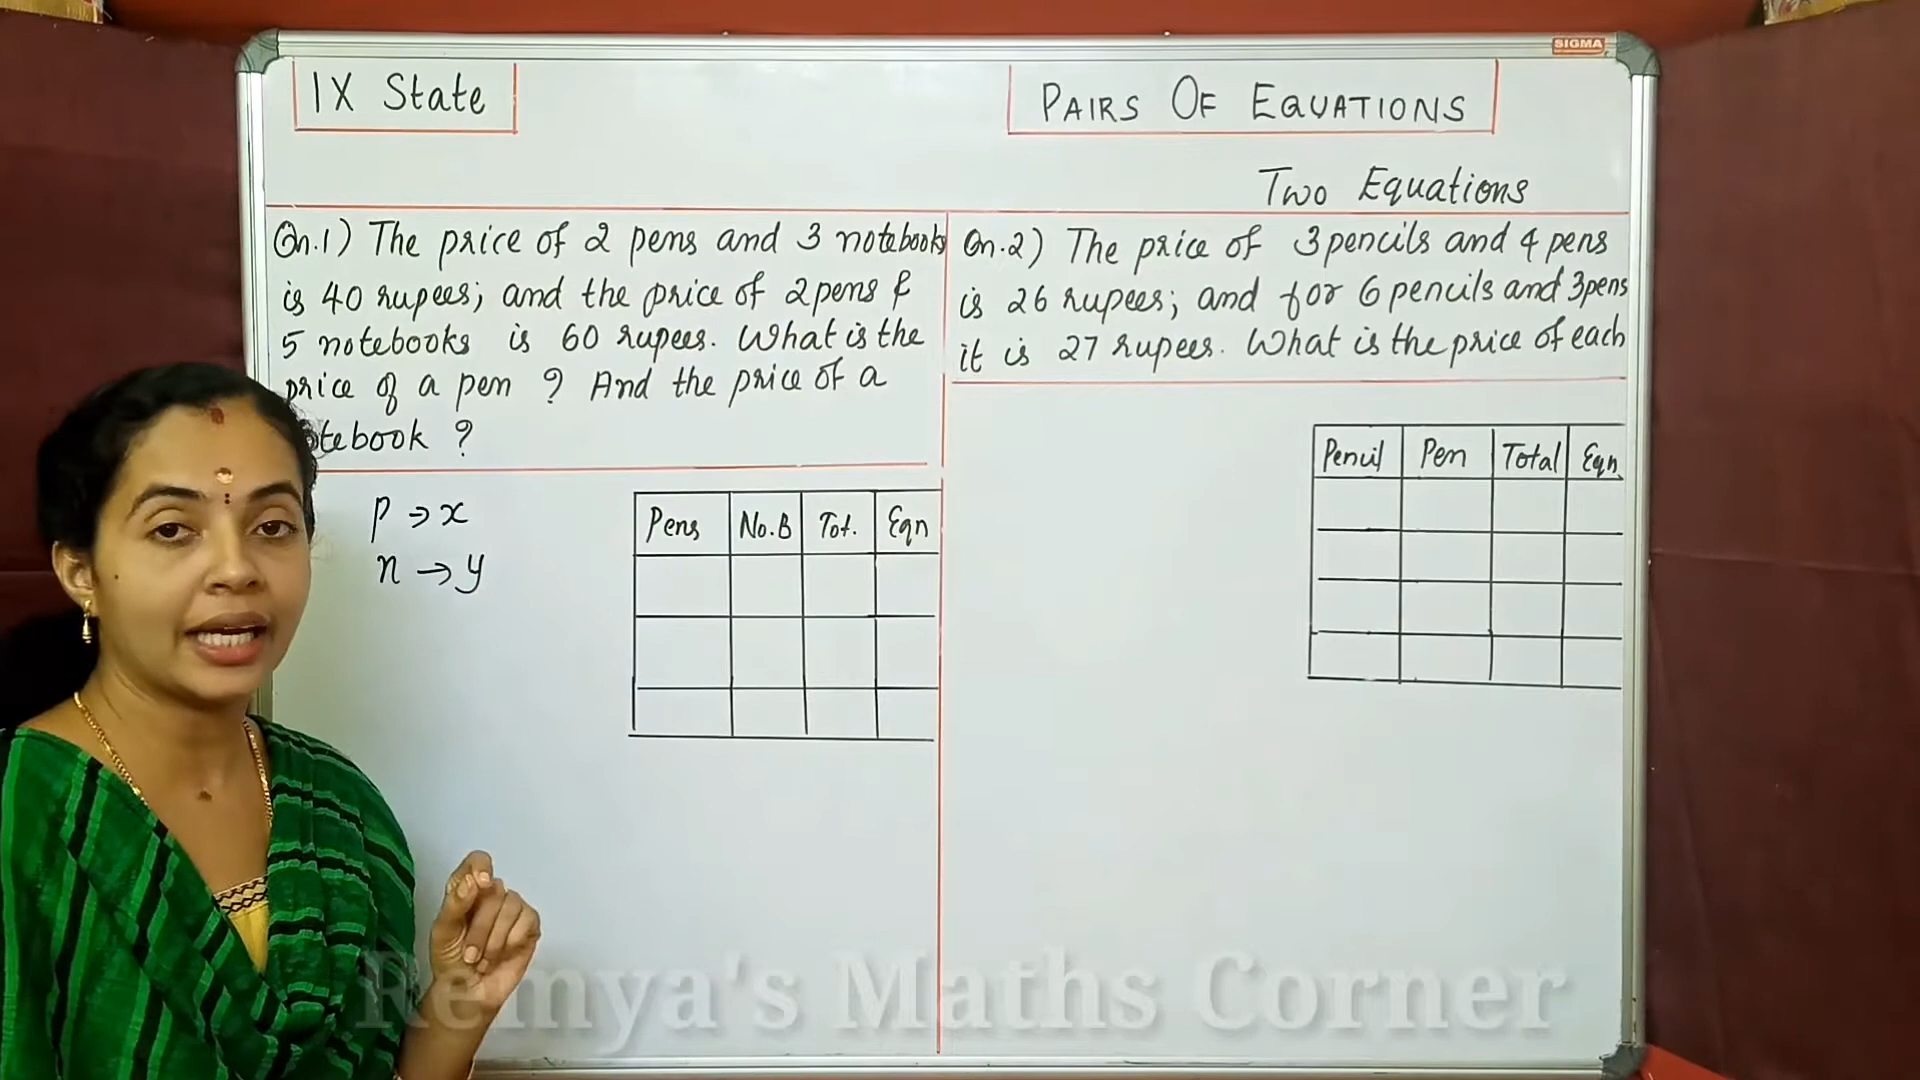 SIGMA
IX State
PAIRS OF EQUATIONS
Two Equations
Qn.1) The price of 2 pens and 3 notebooks
is 40 rupees; and the price of 2 pens &
5 notebooks is 60 rupees. What is the
price of a pen ? And the price of a
tebook ?
p → x
n → y
Pens No.B Tot. Eqn
Qn.2) The price of 3 pencils and 4 pens
is 26 rupees; and for 6 pencils and 3 pens
it is 27 rupees. What is the price of each
Pencil Pen Total Eqn
Remya's Maths Corner